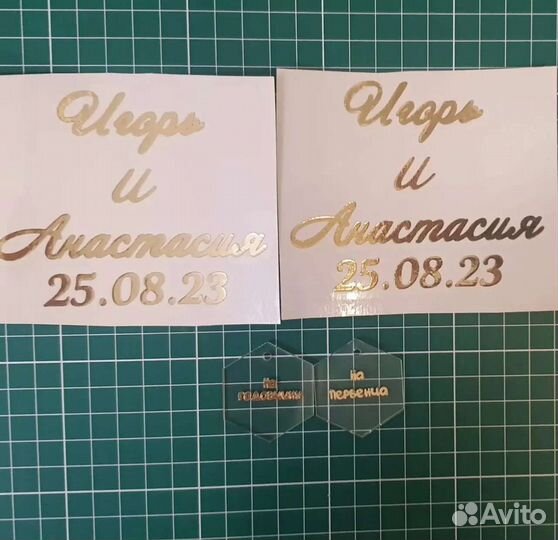 Игорь
и
Анастасия
25.08.23
Игорь
и
Анастасия
25.08.23
на
годовщину
на
первенца
Avito